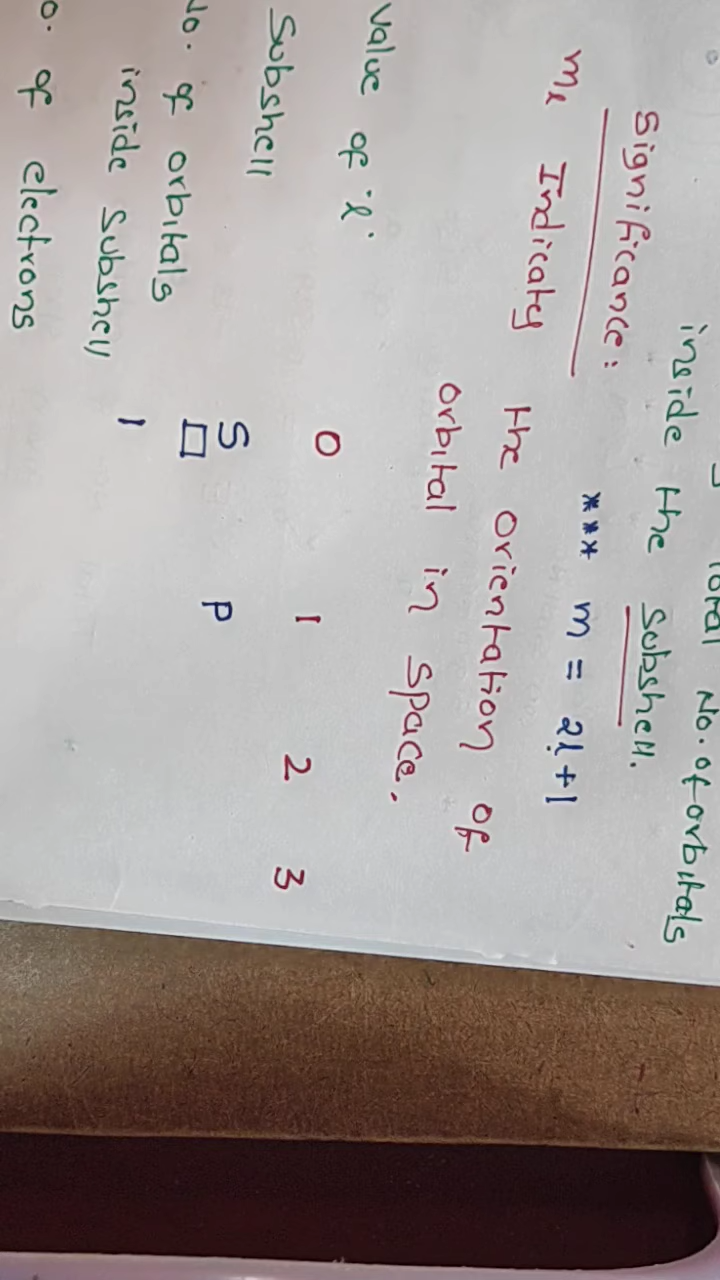 Total No. of orbitals
inside the subshell.
Significance:
*** m = 2l+1
ml Indicaty the orientation of
orbital in space.
Value of 'l' 0 1 2 3
Subshell S P
No. of orbitals □
inside subshell 1
of electrons